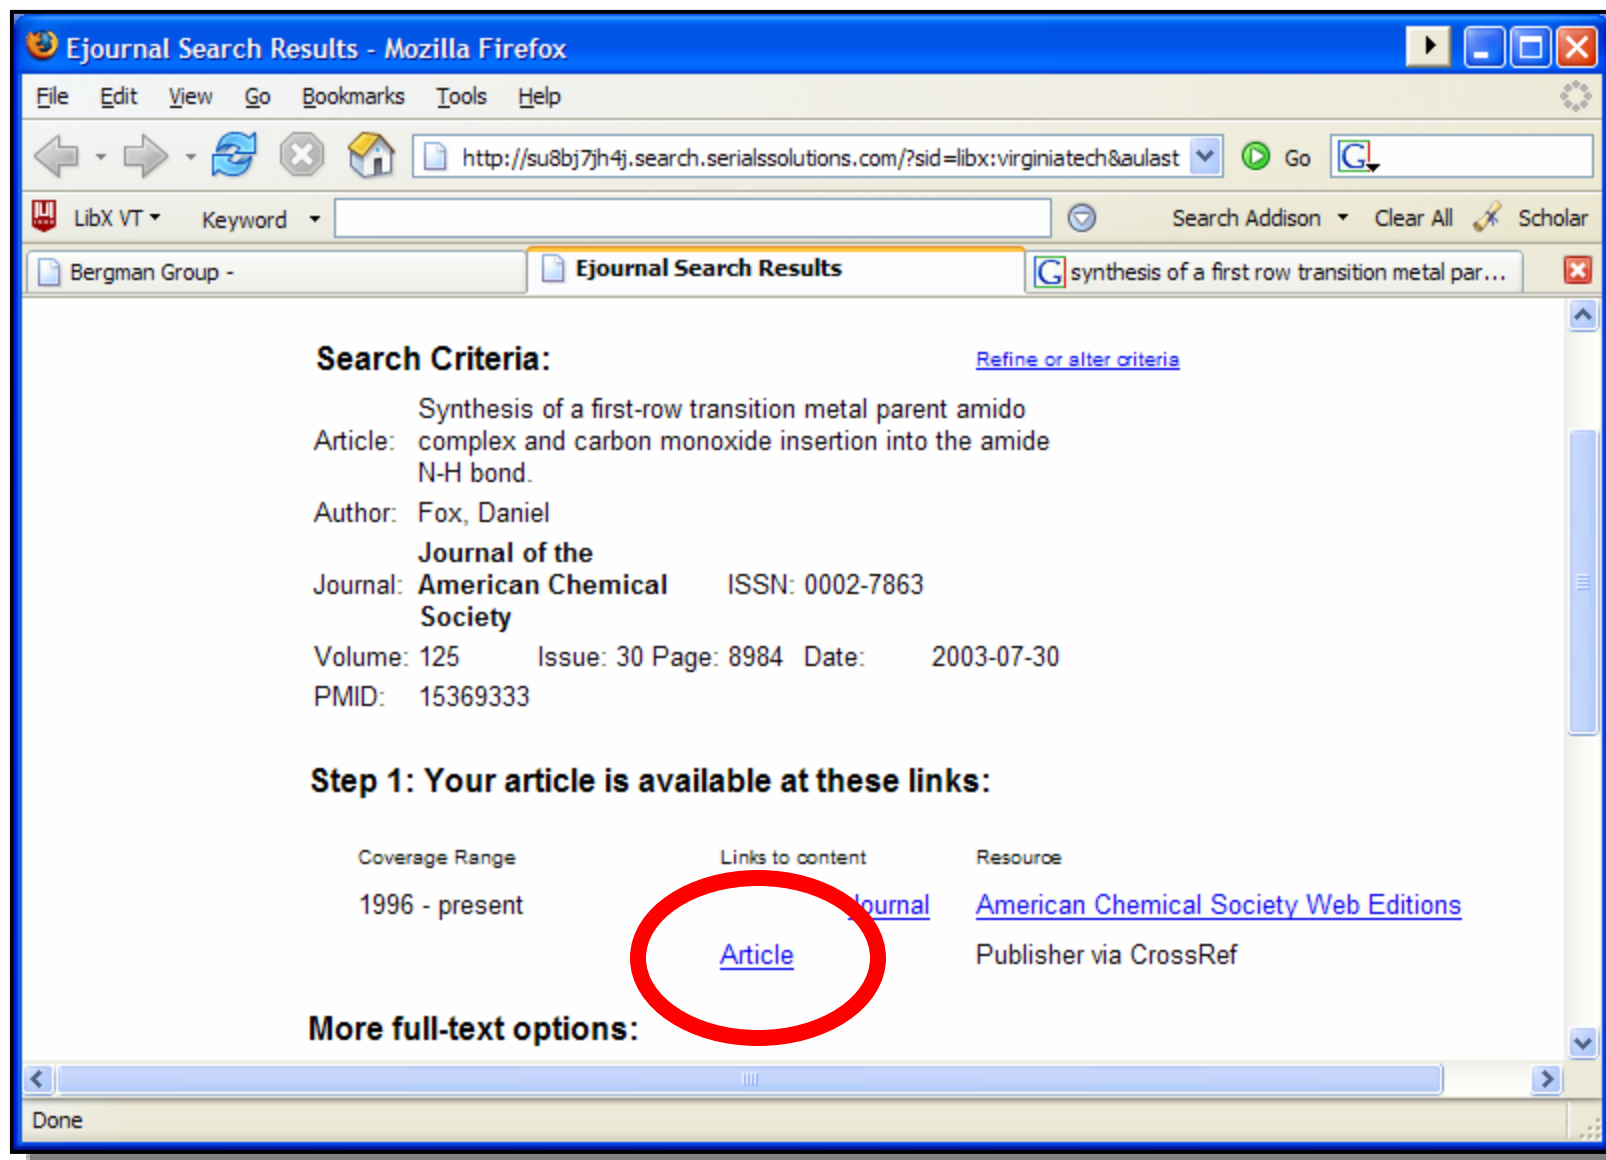 Ejournal Search Results - Mozilla Firefox
File Edit View Go Bookmarks Tools Help
http://su8bj7jh4j.search.serialssolutions.com/?sid=libx:virginiatech&aulast Go G
LibX VT Keyword Search Addison Clear All Scholar
Bergman Group - Ejournal Search Results G synthesis of a first row transition metal par...
Search Criteria: Refine or alter criteria
Synthesis of a first-row transition metal parent amido
Article: complex and carbon monoxide insertion into the amide
N-H bond.
Author: Fox, Daniel
Journal of the
Journal: American Chemical ISSN: 0002-7863
Society
Volume: 125 Issue: 30 Page: 8984 Date: 2003-07-30
PMID: 15369333
Step 1: Your article is available at these links:
Coverage Range Links to content Resource
1996 - present Journal American Chemical Society Web Editions
Article Publisher via CrossRef
More full-text options:
Done